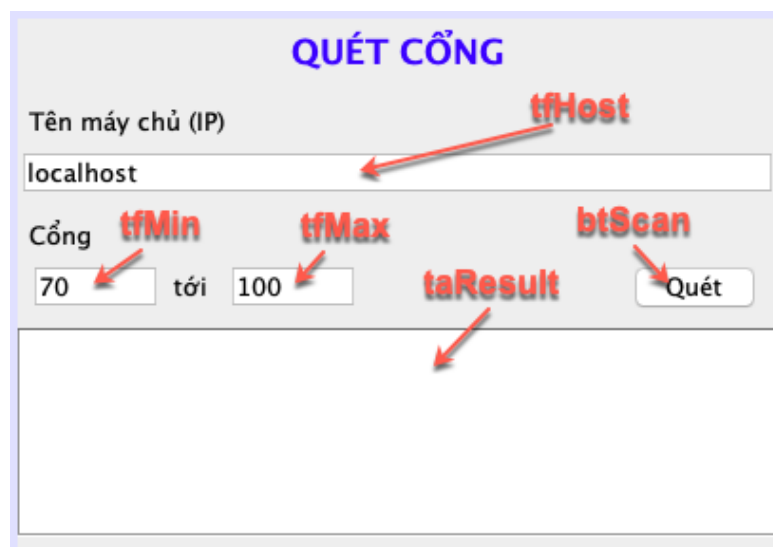 QUÉT CỔNG
tfHost
Tên máy chủ (IP)
localhost
tfMin tfMax btScan
Cổng
70 tới 100 taResult Quét